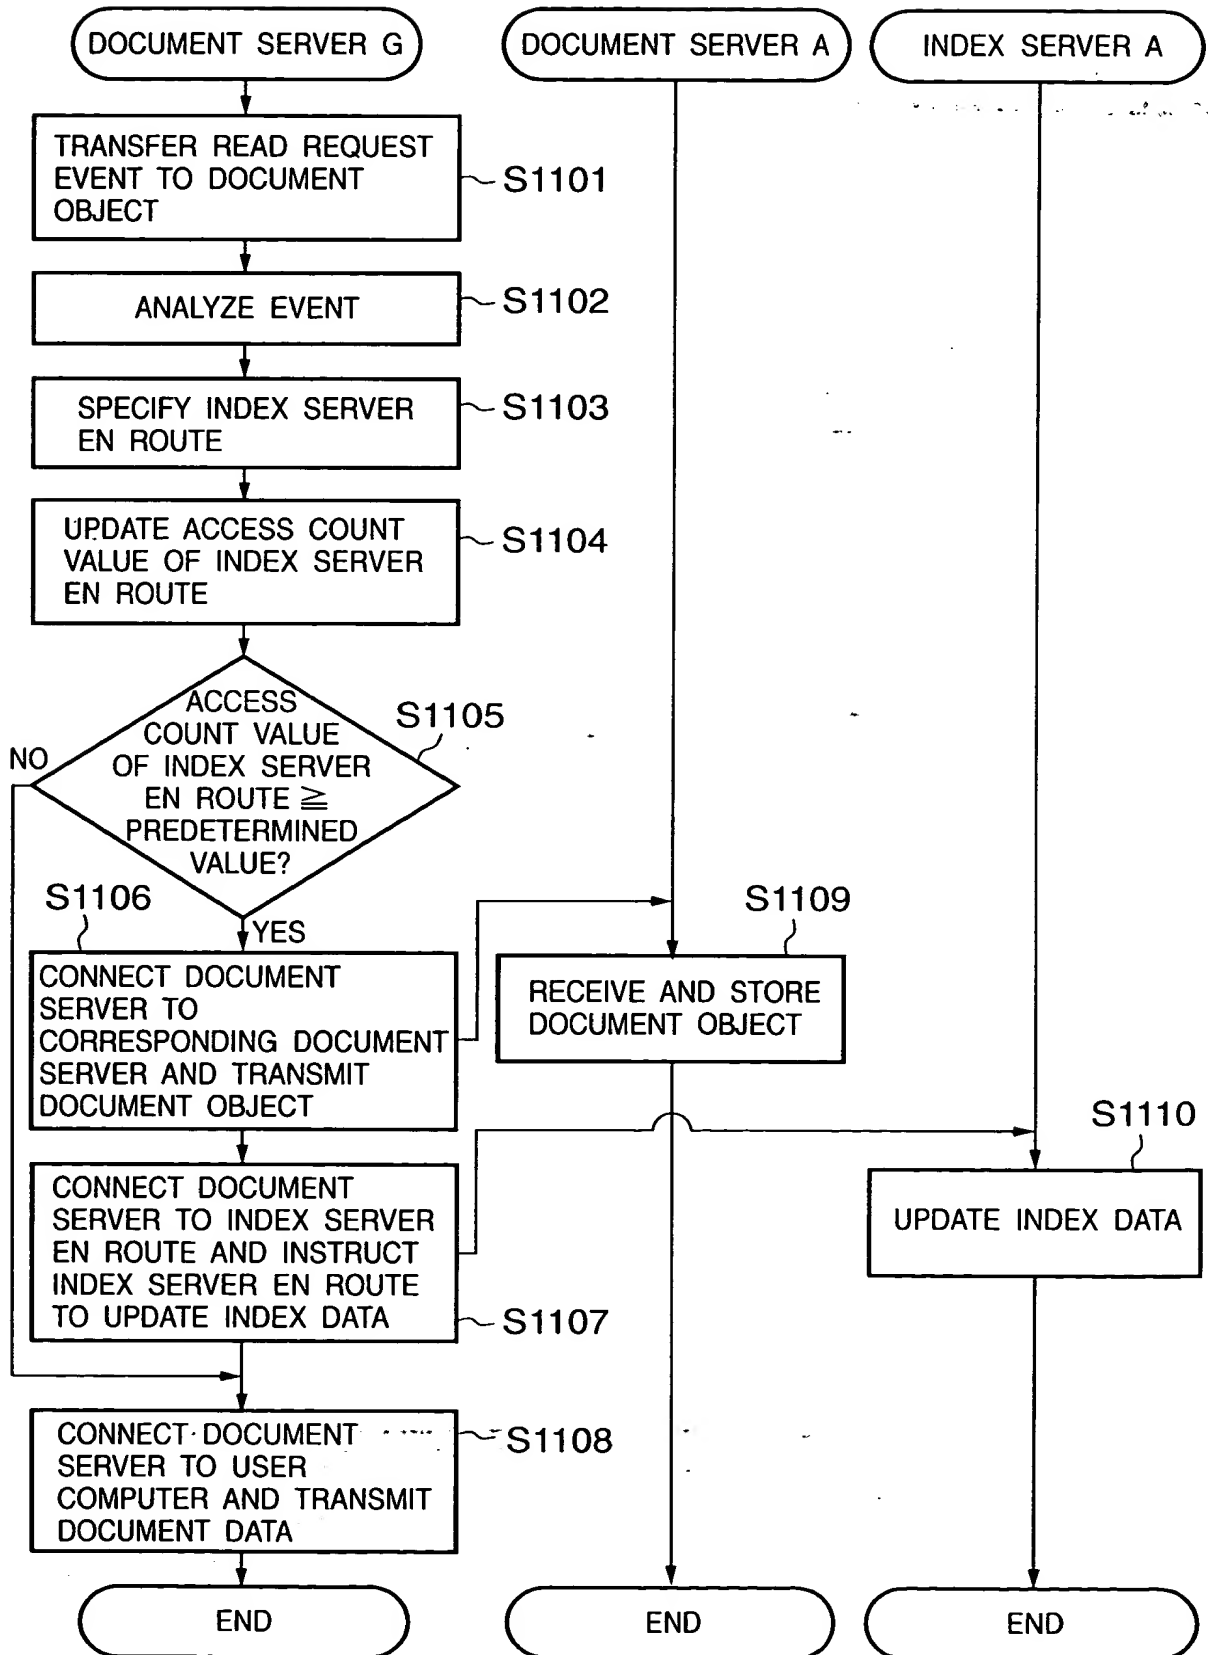 DOCUMENT SERVER G
DOCUMENT SERVER A
INDEX SERVER A
TRANSFER READ REQUEST
EVENT TO DOCUMENT
OBJECT
S1101
ANALYZE EVENT
S1102
SPECIFY INDEX SERVER
EN ROUTE
S1103
UPDATE ACCESS COUNT
VALUE OF INDEX SERVER
EN ROUTE
S1104
ACCESS
COUNT VALUE
OF INDEX SERVER
EN ROUTE ≧
PREDETERMINED
VALUE?
S1105
NO
YES
S1106
CONNECT DOCUMENT
SERVER TO
CORRESPONDING DOCUMENT
SERVER AND TRANSMIT
DOCUMENT OBJECT
S1109
RECEIVE AND STORE
DOCUMENT OBJECT
CONNECT DOCUMENT
SERVER TO INDEX SERVER
EN ROUTE AND INSTRUCT
INDEX SERVER EN ROUTE
TO UPDATE INDEX DATA
S1107
S1110
UPDATE INDEX DATA
CONNECT DOCUMENT
SERVER TO USER
COMPUTER AND TRANSMIT
DOCUMENT DATA
S1108
END
END
END